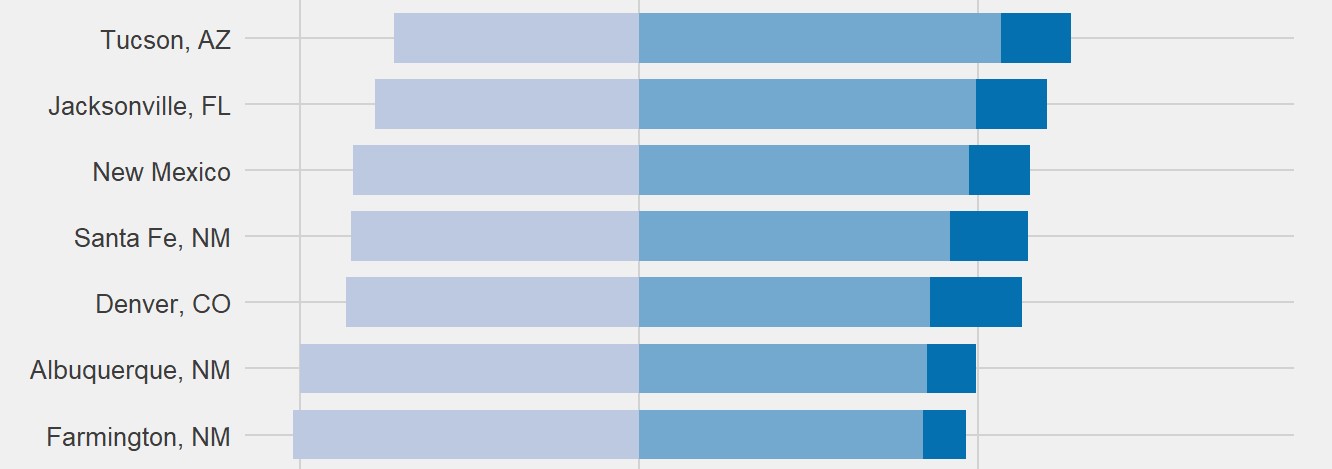 Tucson, AZ
Jacksonville, FL
New Mexico
Santa Fe, NM
Denver, CO
Albuquerque, NM
Farmington, NM